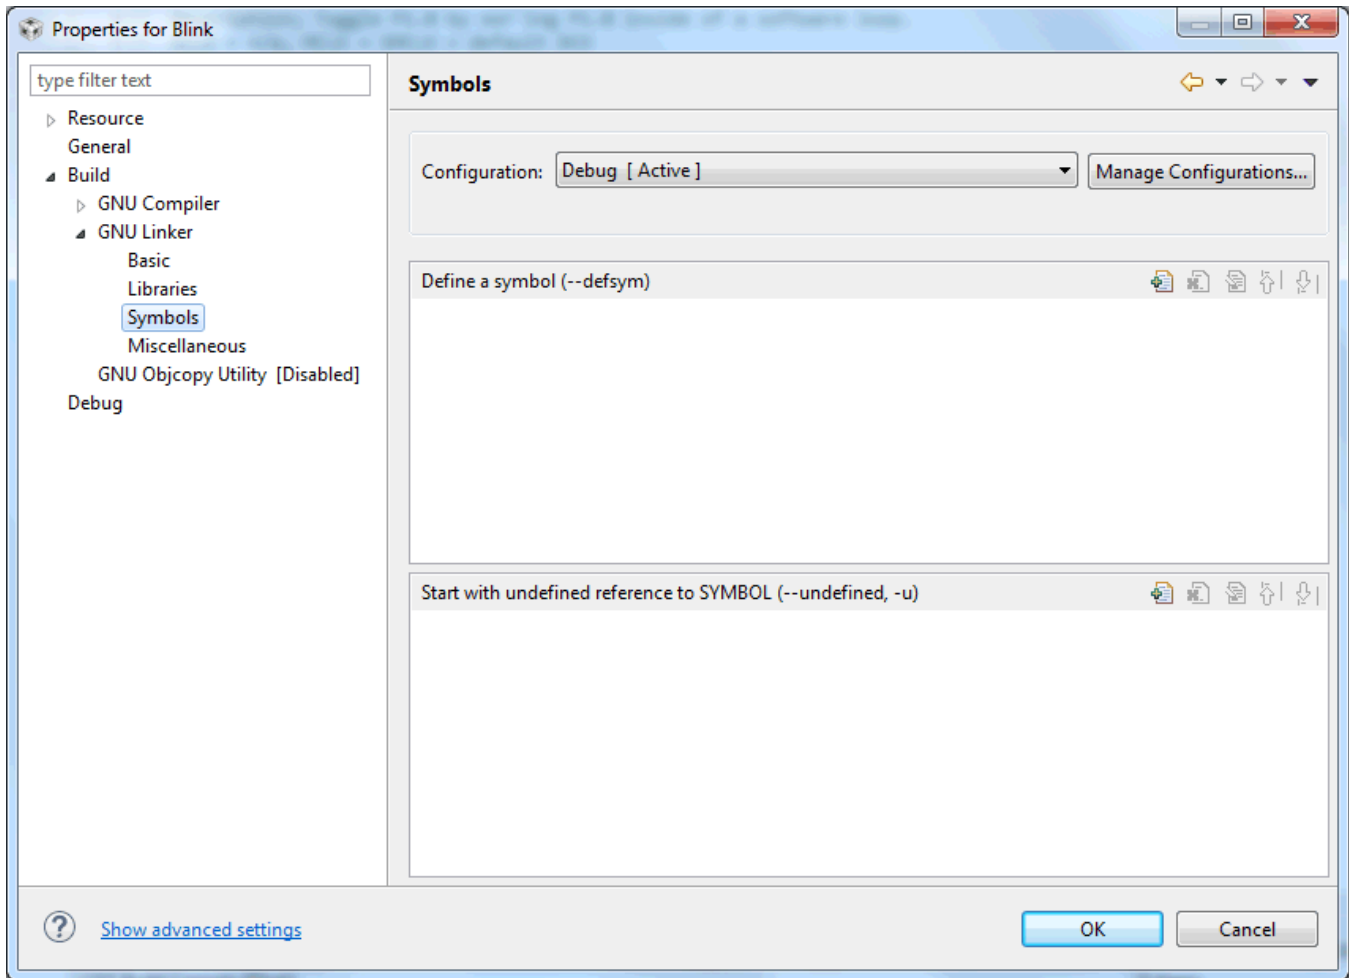 Properties for Blink
type filter text
Resource
General
Build
GNU Compiler
GNU Linker
Basic
Libraries
Symbols
Miscellaneous
GNU Objcopy Utility [Disabled]
Debug
Symbols
Configuration: Debug [ Active ] Manage Configurations...
Define a symbol (--defsym)
Start with undefined reference to SYMBOL (--undefined, -u)
Show advanced settings
OK Cancel